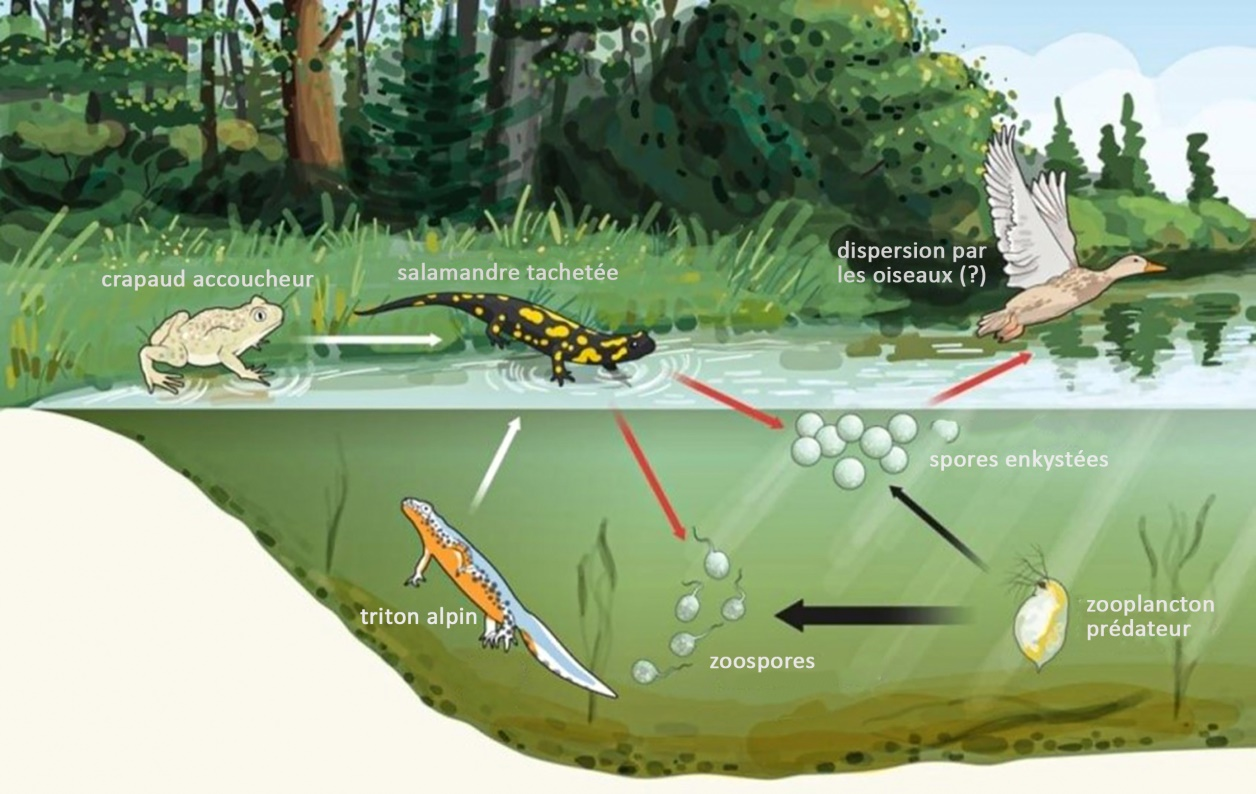 dispersion par
les oiseaux (?)
crapaud accoucheur
salamandre tachetée
spores enkystées
triton alpin
zooplancton
prédateur
zoospores